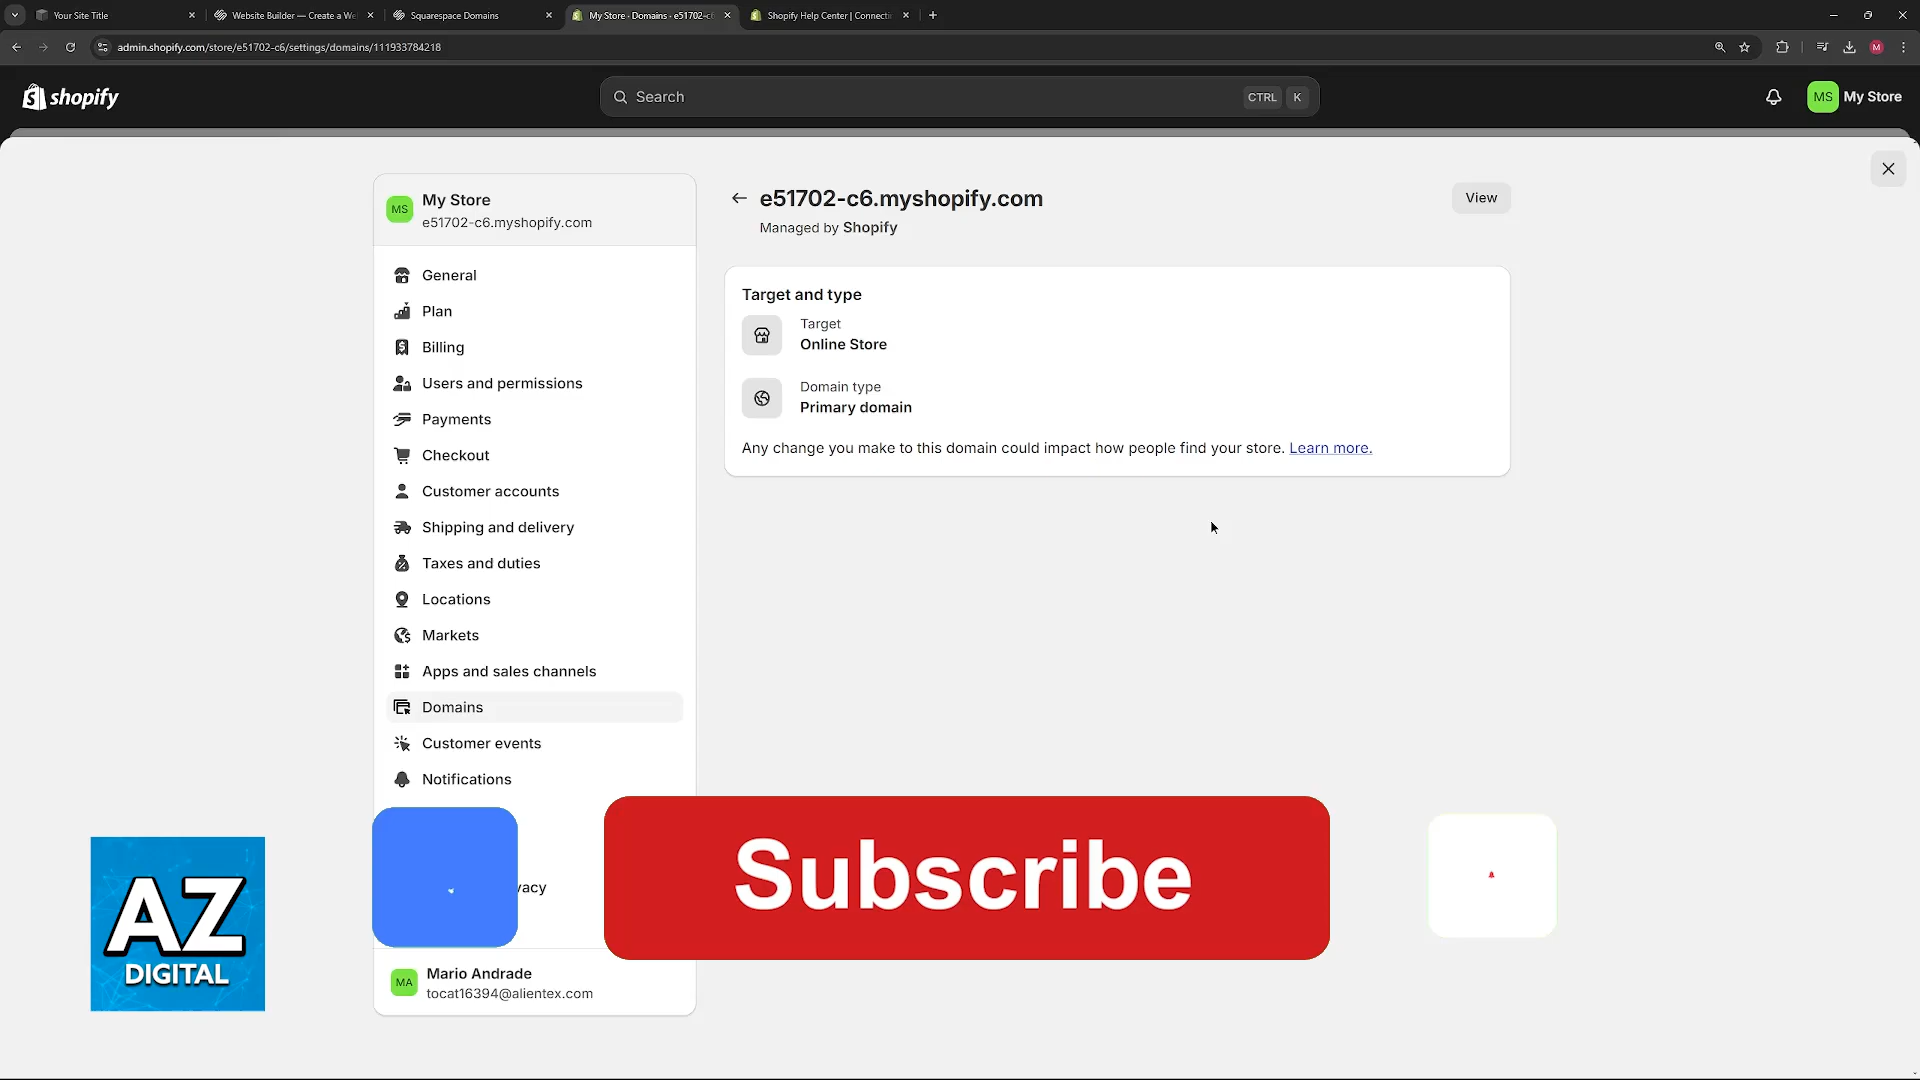 Your Site Title
Website Builder — Create a We
Squarespace Domains
My Store · Domains · e51702-c
Shopify Help Center | Connecti
admin.shopify.com/store/e51702-c6/settings/domains/111933784218
M
shopify
Search
CTRL
K
MS
My Store
MS
My Store
e51702-c6.myshopify.com
General
Plan
Billing
Users and permissions
Payments
Checkout
Customer accounts
Shipping and delivery
Taxes and duties
Locations
Markets
Apps and sales channels
Domains
Customer events
Notifications
vacy
MA
Mario Andrade
tocat16394@alientex.com
e51702-c6.myshopify.com
Managed by Shopify
View
Target and type
Target
Online Store
Domain type
Primary domain
Any change you make to this domain could impact how people find your store. Learn more.
AZ
DIGITAL
Subscribe